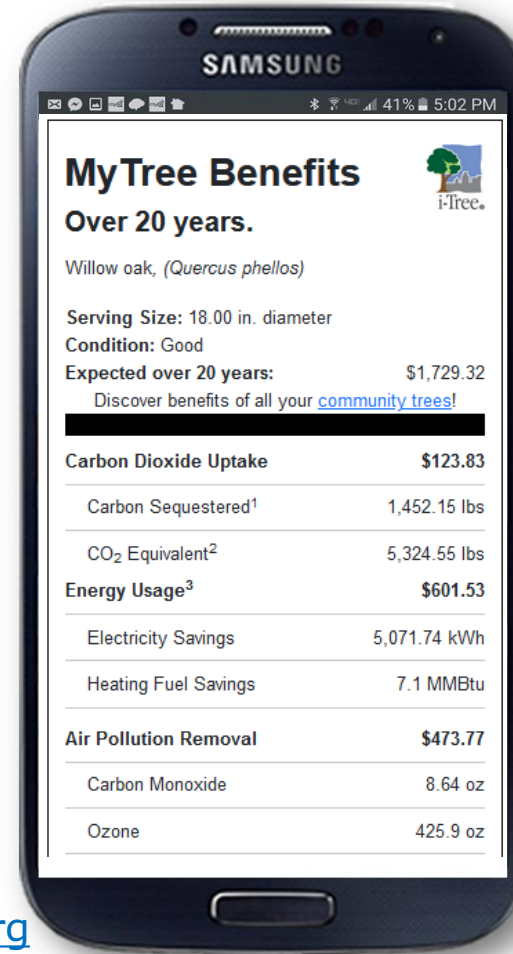 SAMSUNG
41% 5:02 PM
MyTree Benefits
i-Tree®
Over 20 years.
Willow oak, (Quercus phellos)
Serving Size: 18.00 in. diameter
Condition: Good
Expected over 20 years: $1,729.32
Discover benefits of all your community trees!
Carbon Dioxide Uptake $123.83
Carbon Sequestered¹ 1,452.15 lbs
CO₂ Equivalent² 5,324.55 lbs
Energy Usage³ $601.53
Electricity Savings 5,071.74 kWh
Heating Fuel Savings 7.1 MMBtu
Air Pollution Removal $473.77
Carbon Monoxide 8.64 oz
Ozone 425.9 oz
rg